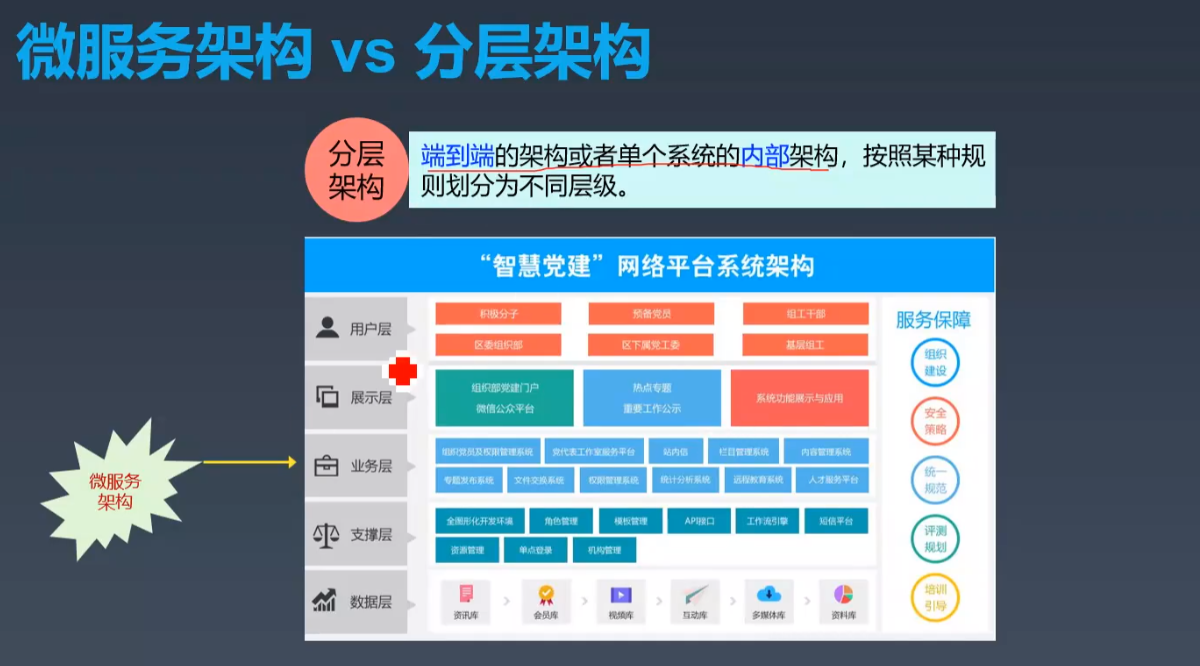 微服务架构 vs 分层架构
分层
架构
端到端的架构或者单个系统的内部架构，按照某种规
则划分为不同层级。
“智慧党建”网络平台系统架构
用户层
积极分子
预备党员
组工干部
区委组织部
区下属党工委
基层组工
展示层
组织部党建门户
微信公众平台
热点专题
重要工作公示
系统功能展示与应用
业务层
组织党员及权限管理系统
党代表工作室服务平台
站内信
栏目管理系统
内容管理系统
专题发布系统
文件交换系统
权限管理系统
统计分析系统
远程教育系统
人才服务平台
支撑层
全图形化开发环境
角色管理
模板管理
API接口
工作流引擎
短信平台
资源管理
单点登录
机构管理
数据层
资讯库
会员库
视频库
互动库
多媒体库
资料库
服务保障
组织
建设
安全
策略
统一
规范
评测
规划
培训
引导
微服务
架构